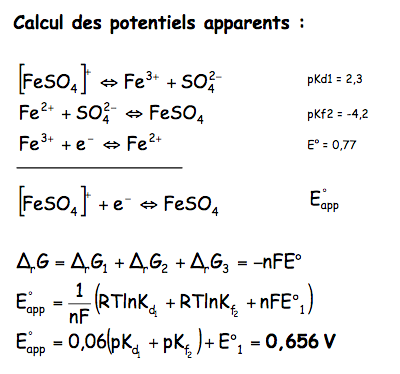 Calcul des potentiels apparents :
[FeSO₄]⁺ ⇔ Fe³⁺ + SO₄²⁻ pKd1 = 2,3
Fe²⁺ + SO₄²⁻ ⇔ FeSO₄ pKf2 = -4,2
Fe³⁺ + e⁻ ⇔ Fe²⁺ E° = 0,77
[FeSO₄]⁺ + e⁻ ⇔ FeSO₄ E°app
ΔᵣG = ΔᵣG₁ + ΔᵣG₂ + ΔᵣG₃ = -nFE°
E°app = 1/nF (RTlnKd₁ + RTlnKf₂ + nFE°₁)
E°app = 0,06(pKd₁ + pKf₂) + E°₁ = 0,656 V